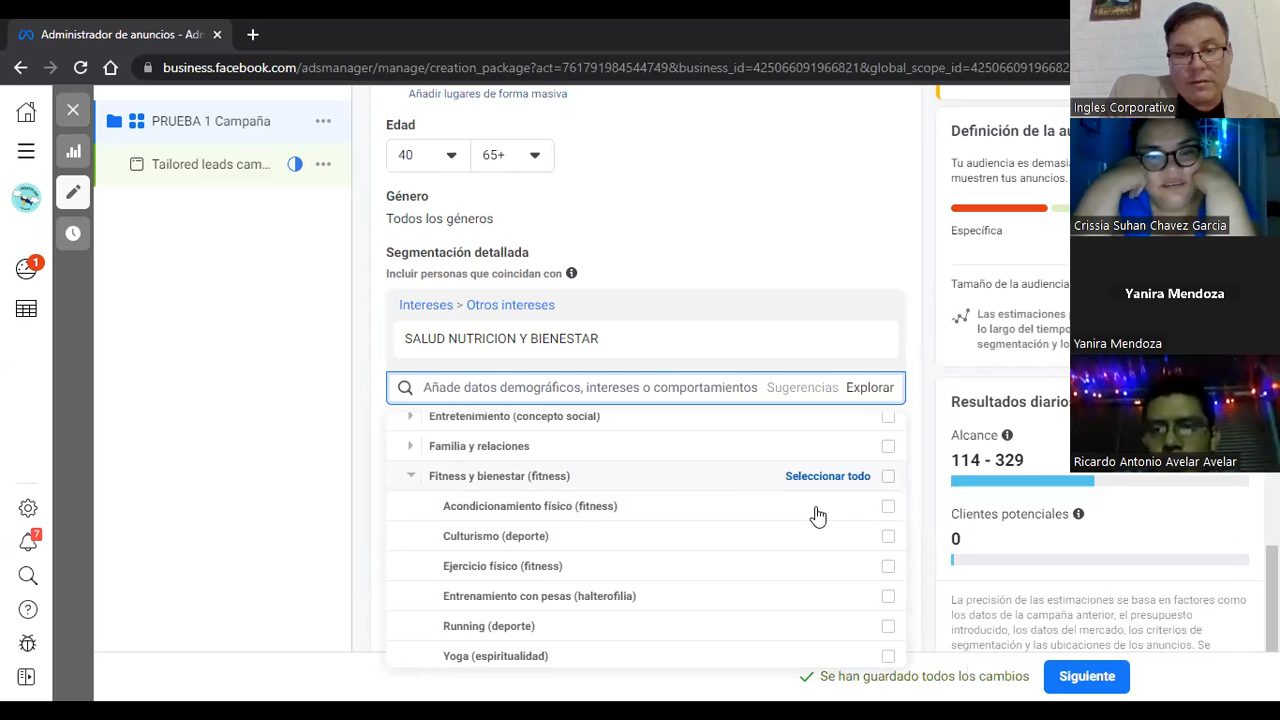 Administrador de anuncios - Adr
business.facebook.com/adsmanager/manage/creation_package?act=761791984544749&business_id=425066091966821&global_scope_id=425066091966821
Ingles Corporativo
Crissia Suhan Chavez Garcia
Yanira Mendoza
Yanira Mendoza
Ricardo Antonio Avelar Avelar
1
7
PRUEBA 1 Campaña
Tailored leads cam...
Añadir lugares de forma masiva
Edad
40
65+
Género
Todos los géneros
Segmentación detallada
Incluir personas que coincidan con
Intereses > Otros intereses
SALUD NUTRICION Y BIENESTAR
Añade datos demográficos, intereses o comportamientos Sugerencias Explorar
Entretenimiento (concepto social)
Familia y relaciones
Fitness y bienestar (fitness) Seleccionar todo
Acondicionamiento físico (fitness)
Culturismo (deporte)
Ejercicio físico (fitness)
Entrenamiento con pesas (halterofilia)
Running (deporte)
Yoga (espiritualidad)
Definición de la au
Tu audiencia es demasia
muestren tus anuncios.
Específica
Tamaño de la audiencia
Las estimaciones p
lo largo del tiempo
segmentación y lo
Resultados diario
Alcance
114 - 329
Clientes potenciales
0
La precisión de las estimaciones se basa en factores como
los datos de la campaña anterior, el presupuesto
introducido, los datos del mercado, los criterios de
segmentación y las ubicaciones de los anuncios. Se
Se han guardado todos los cambios
Siguiente